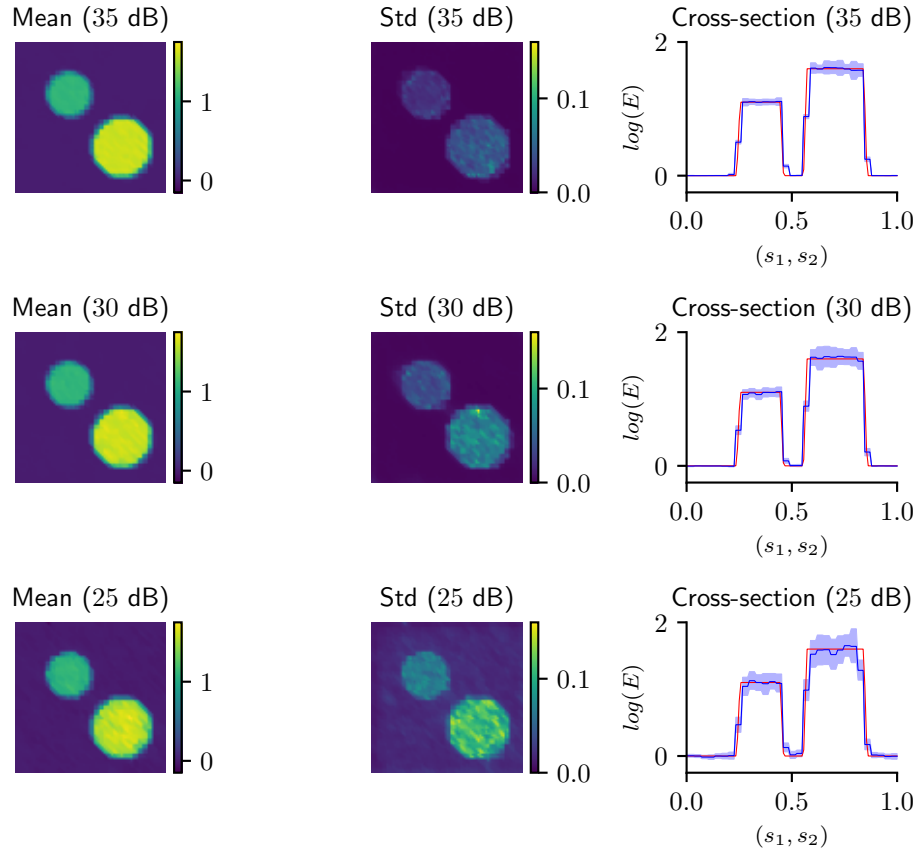 Mean (35 dB)
Std (35 dB)
Cross-section (35 dB)
1
0
0.1
0.0
log(E)
2
0
0.0
0.5
1.0
(s₁, s₂)
Mean (30 dB)
Std (30 dB)
Cross-section (30 dB)
1
0
0.1
0.0
log(E)
2
0
0.0
0.5
1.0
(s₁, s₂)
Mean (25 dB)
Std (25 dB)
Cross-section (25 dB)
1
0
0.1
0.0
log(E)
2
0
0.0
0.5
1.0
(s₁, s₂)